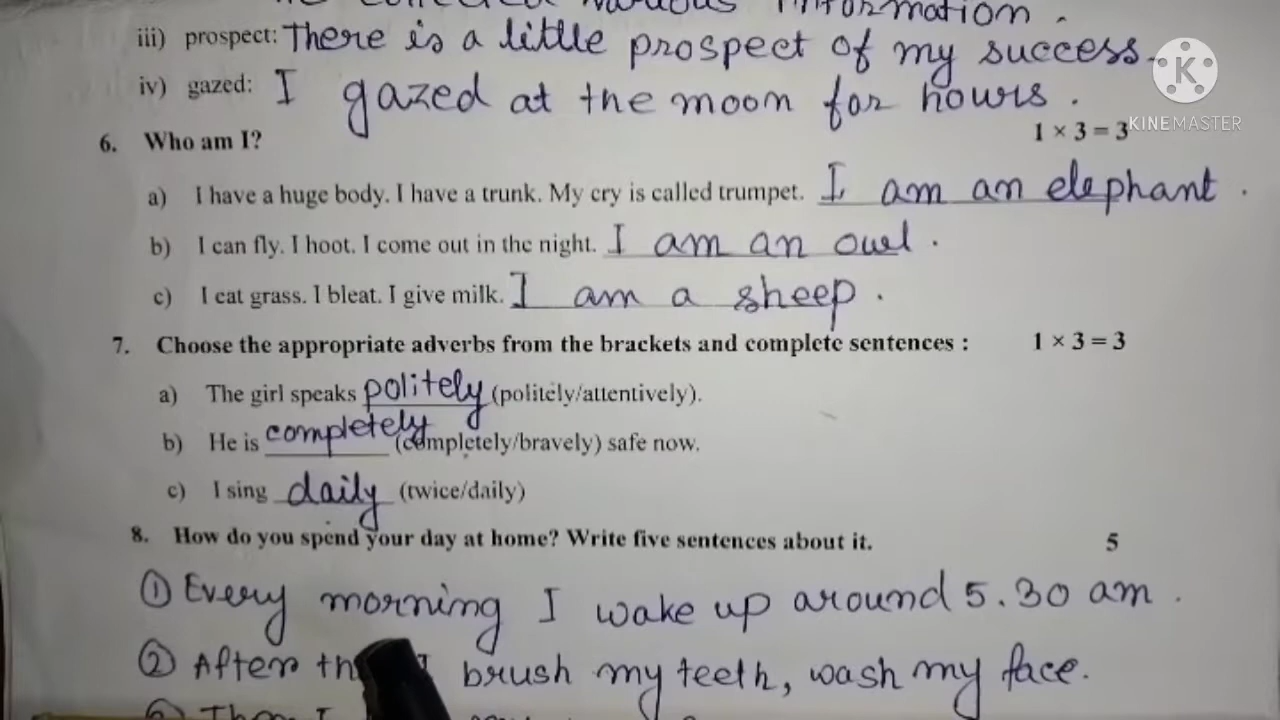 various information.
iii) prospect: There is a little prospect of my success.
iv) gazed: I gazed at the moon for hours.
K
KINEMASTER
6. Who am I? 1 × 3 = 3
a) I have a huge body. I have a trunk. My cry is called trumpet. I am an elephant.
b) I can fly. I hoot. I come out in the night. I am an owl.
c) I eat grass. I bleat. I give milk. I am a sheep.
7. Choose the appropriate adverbs from the brackets and complete sentences : 1 × 3 = 3
a) The girl speaks politely (politely/attentively).
b) He is completely (completely/bravely) safe now.
c) I sing daily (twice/daily)
8. How do you spend your day at home? Write five sentences about it. 5
① Every morning I wake up around 5.30 am.
② After I brush my teeth, wash my face.